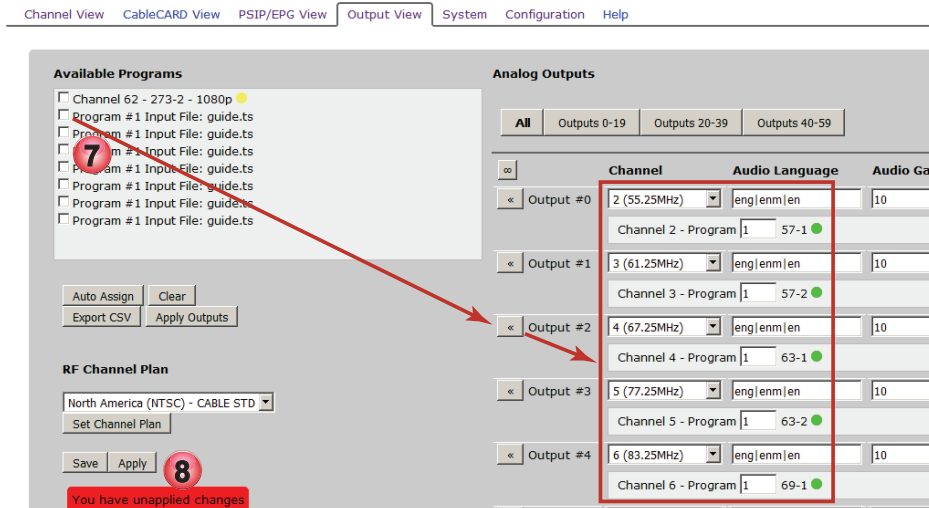 Channel View CableCARD View PSIP/EPG View Output View System Configuration Help
Available Programs
Channel 62 - 273-2 - 1080p
Program #1 Input File: guide.ts
Program #1 Input File: guide.ts
m #1 Input File: guide.ts
Program #1 Input File: guide.ts
Program #1 Input File: guide.ts
Program #1 Input File: guide.ts
Program #1 Input File: guide.ts
7
Auto Assign Clear
Export CSV Apply Outputs
RF Channel Plan
North America (NTSC) - CABLE STD
Set Channel Plan
Save Apply
8
You have unapplied changes
Analog Outputs
All Outputs 0-19 Outputs 20-39 Outputs 40-59
∞ Channel Audio Language Audio Ga
« Output #0 2 (55.25MHz) eng|enm|en 10
Channel 2 - Program 1 57-1
« Output #1 3 (61.25MHz) eng|enm|en 10
Channel 3 - Program 1 57-2
« Output #2 4 (67.25MHz) eng|enm|en 10
Channel 4 - Program 1 63-1
« Output #3 5 (77.25MHz) eng|enm|en 10
Channel 5 - Program 1 63-2
« Output #4 6 (83.25MHz) eng|enm|en 10
Channel 6 - Program 1 69-1